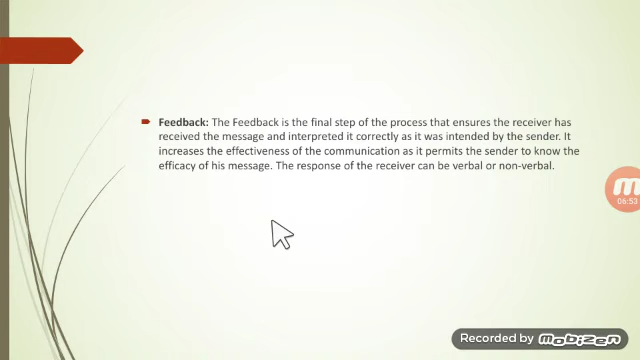 Feedback: The Feedback is the final step of the process that ensures the receiver has
received the message and interpreted it correctly as it was intended by the sender. It
increases the effectiveness of the communication as it permits the sender to know the
efficacy of his message. The response of the receiver can be verbal or non-verbal.
06:53
Recorded by mobizen